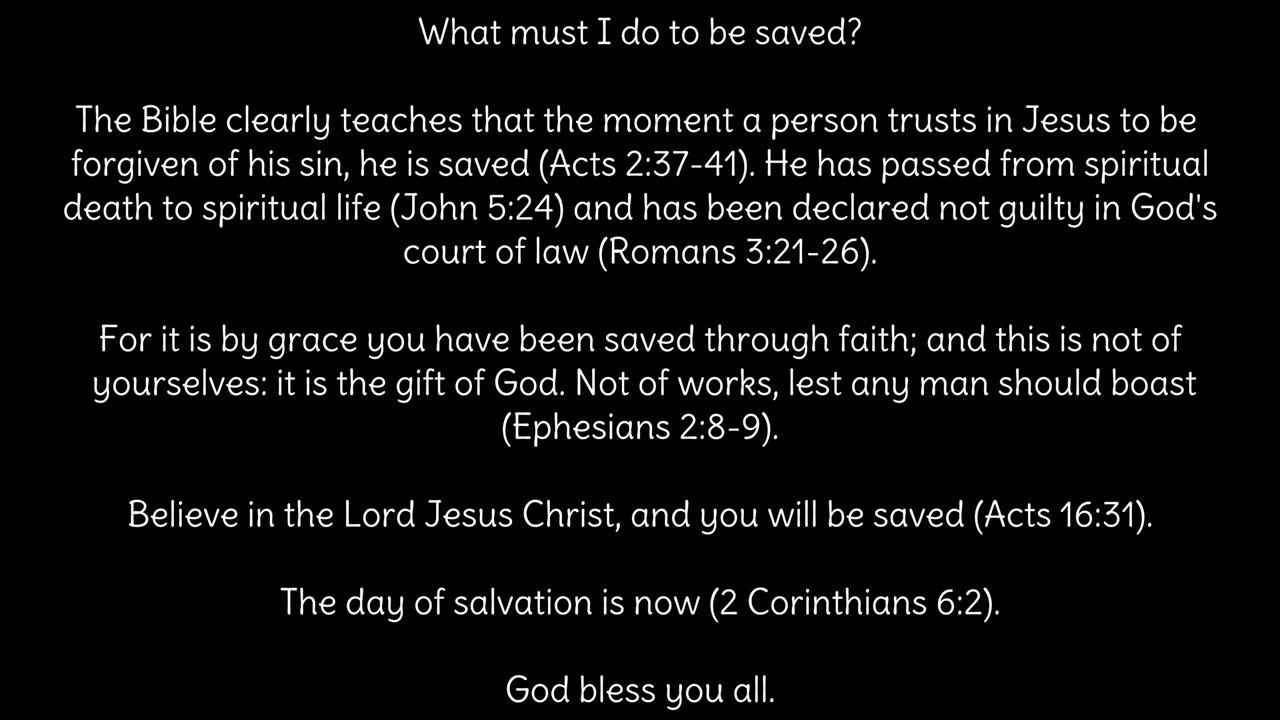 What must I do to be saved?
The Bible clearly teaches that the moment a person trusts in Jesus to be
forgiven of his sin, he is saved (Acts 2:37-41). He has passed from spiritual
death to spiritual life (John 5:24) and has been declared not guilty in God's
court of law (Romans 3:21-26).
For it is by grace you have been saved through faith; and this is not of
yourselves: it is the gift of God. Not of works, lest any man should boast
(Ephesians 2:8-9).
Believe in the Lord Jesus Christ, and you will be saved (Acts 16:31).
The day of salvation is now (2 Corinthians 6:2).
God bless you all.